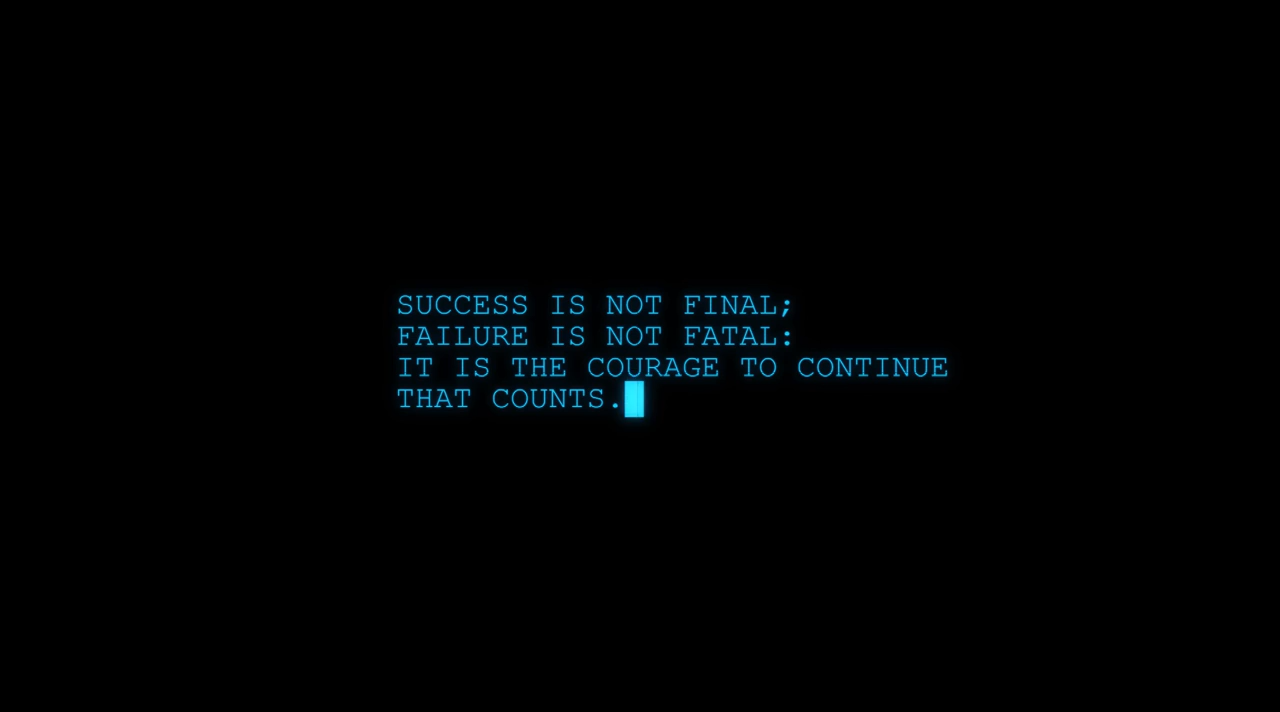 SUCCESS IS NOT FINAL;
FAILURE IS NOT FATAL:
IT IS THE COURAGE TO CONTINUE
THAT COUNTS.